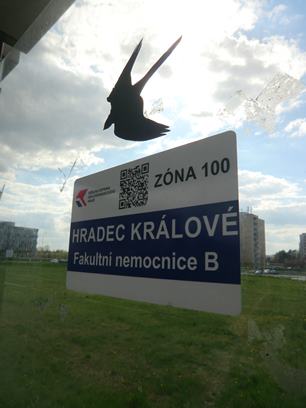 ZÓNA 100
HRADEC KRÁLOVÉ
Fakultní nemocnice B